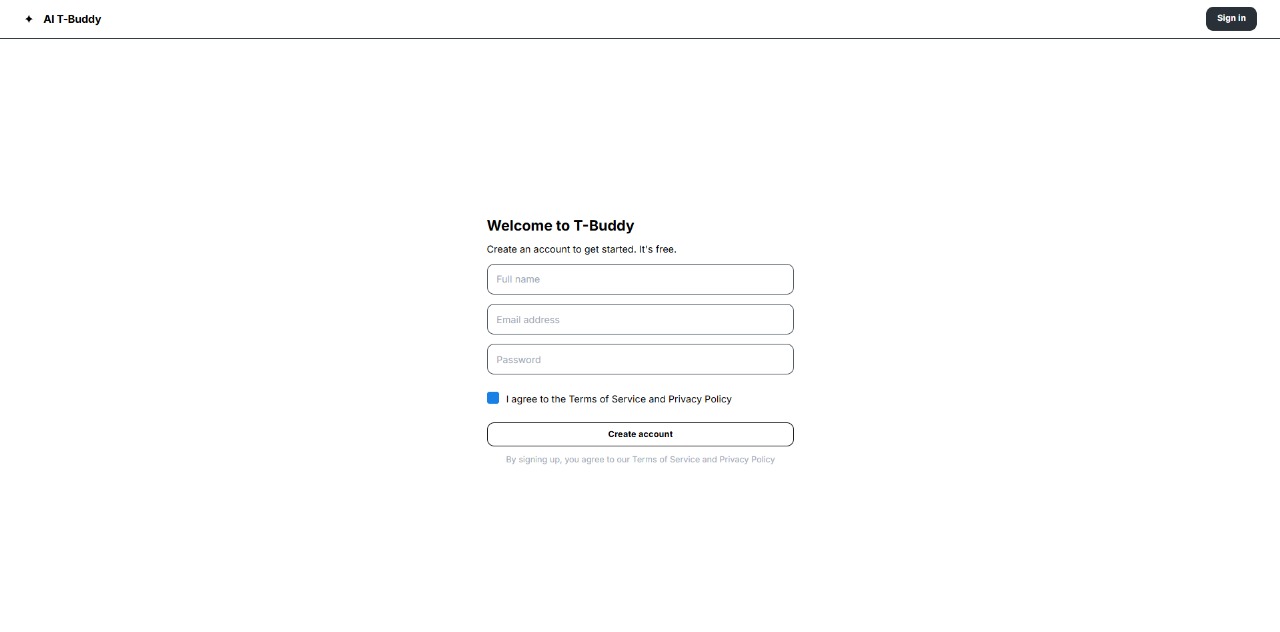 ✦ AI T-Buddy
Sign in
Welcome to T-Buddy
Create an account to get started. It's free.
Full name
Email address
Password
I agree to the Terms of Service and Privacy Policy
Create account
By signing up, you agree to our Terms of Service and Privacy Policy